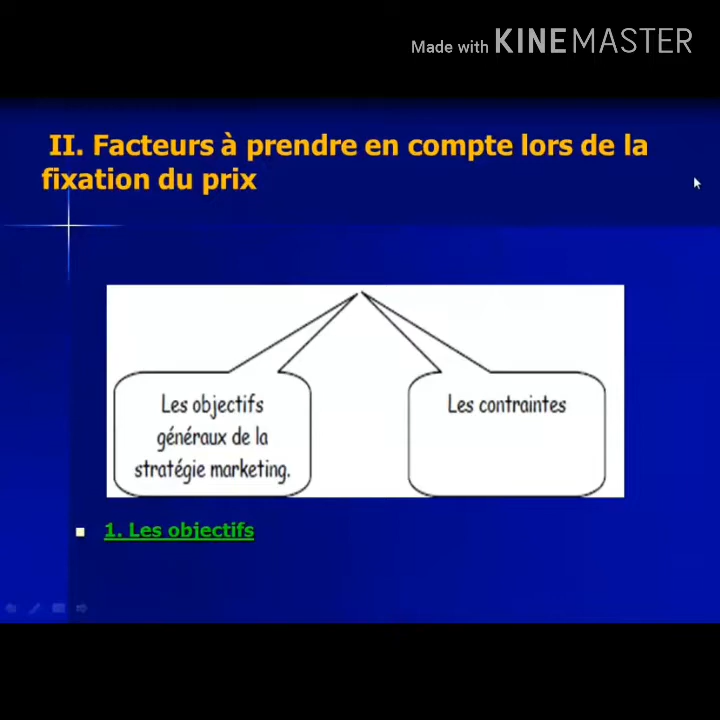 Made with KINEMASTER
II. Facteurs à prendre en compte lors de la
fixation du prix
Les objectifs
généraux de la
stratégie marketing.
Les contraintes
1. Les objectifs